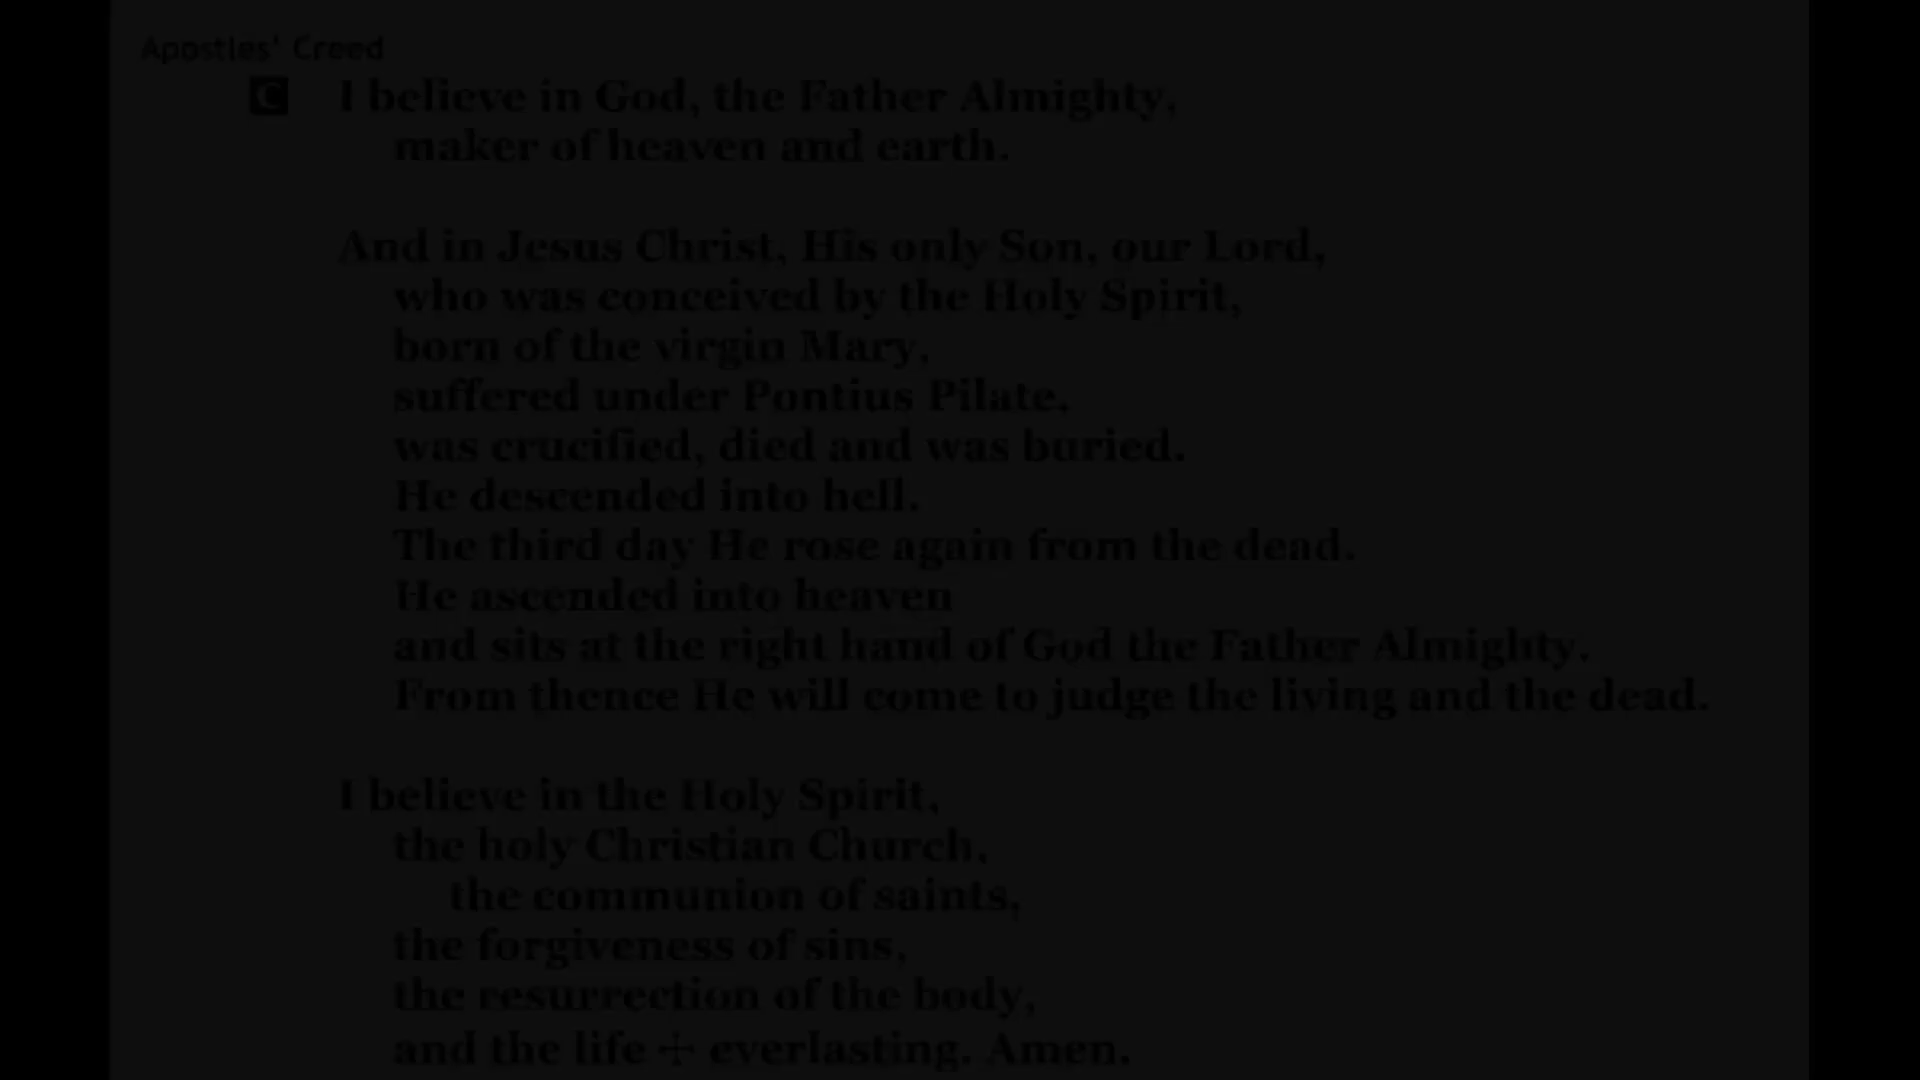 Apostles' Creed
C I believe in God, the Father Almighty,
maker of heaven and earth.
And in Jesus Christ, His only Son, our Lord,
who was conceived by the Holy Spirit,
born of the virgin Mary,
suffered under Pontius Pilate.
was crucified, died and was buried.
He descended into hell.
The third day He rose again from the dead.
He ascended into heaven
and sits at the right hand of God the Father Almighty.
From thence He will come to judge the living and the dead.
I believe in the Holy Spirit,
the holy Christian Church,
the communion of saints,
the forgiveness of sins,
the resurrection of the body,
and the life ☩ everlasting. Amen.